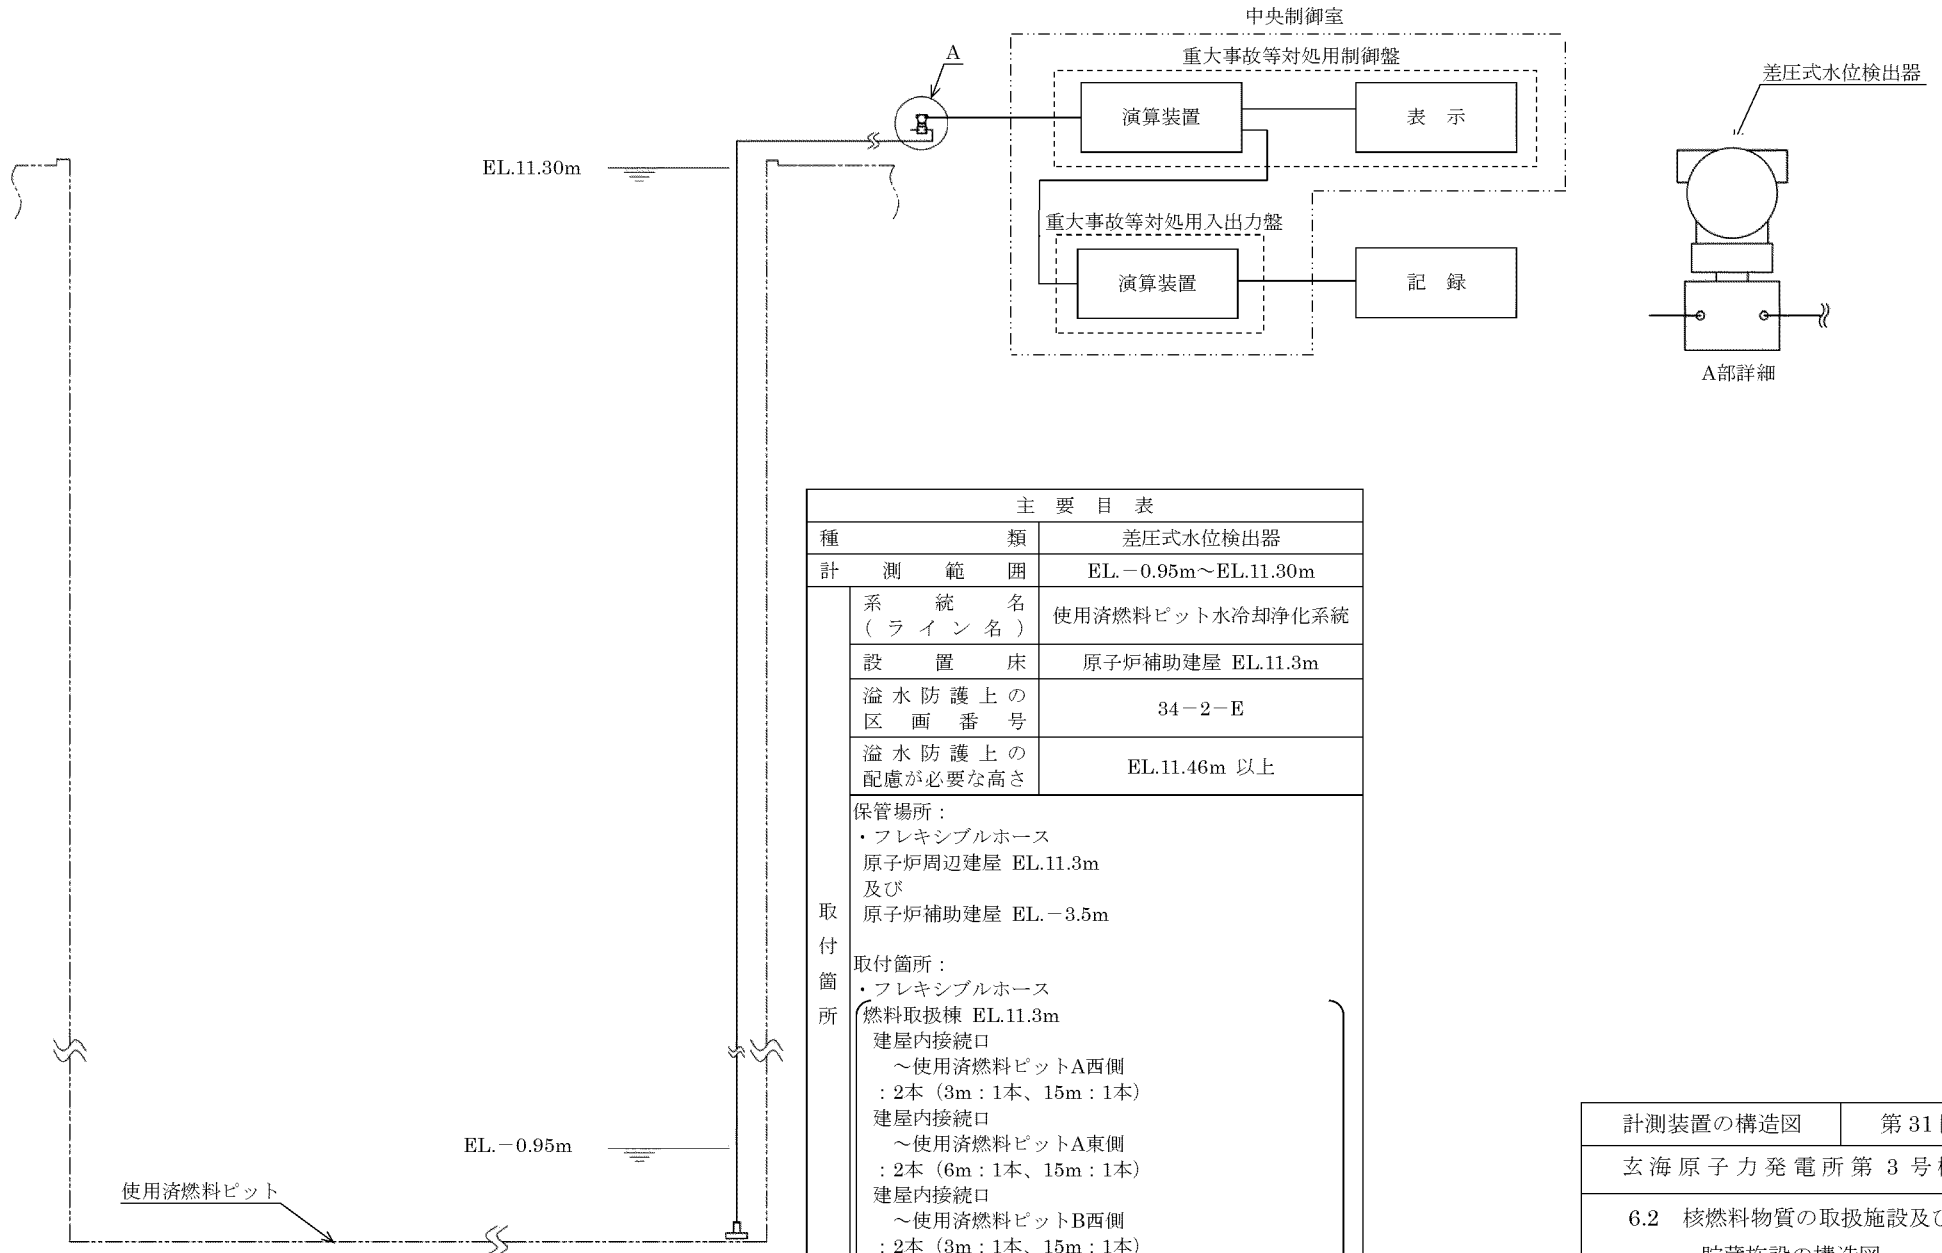 中央制御室
重大事故等対処用制御盤
A
演算装置
表 示
差圧式水位検出器
EL.11.30m
重大事故等対処用入出力盤
演算装置
記 録
A部詳細
主 要 目 表
種 類 差圧式水位検出器
計 測 範 囲 EL.-0.95m~EL.11.30m
取付箇所
系 統 名
(ライン名)
使用済燃料ピット水冷却浄化系統
設 置 床 原子炉補助建屋 EL.11.3m
溢水防護上の
区画番号
34-2-E
溢水防護上の
配慮が必要な高さ
EL.11.46m 以上
保管場所:
・フレキシブルホース
原子炉周辺建屋 EL.11.3m
及び
原子炉補助建屋 EL.-3.5m
取付箇所:
・フレキシブルホース
燃料取扱棟 EL.11.3m
建屋内接続口
~使用済燃料ピットA西側
:2本(3m:1本、15m:1本)
建屋内接続口
~使用済燃料ピットA東側
:2本(6m:1本、15m:1本)
建屋内接続口
~使用済燃料ピットB西側
:2本(3m:1本、15m:1本)
EL.-0.95m
使用済燃料ピット
計測装置の構造図 第31
玄海原子力発電所第3号
6.2 核燃料物質の取扱施設及